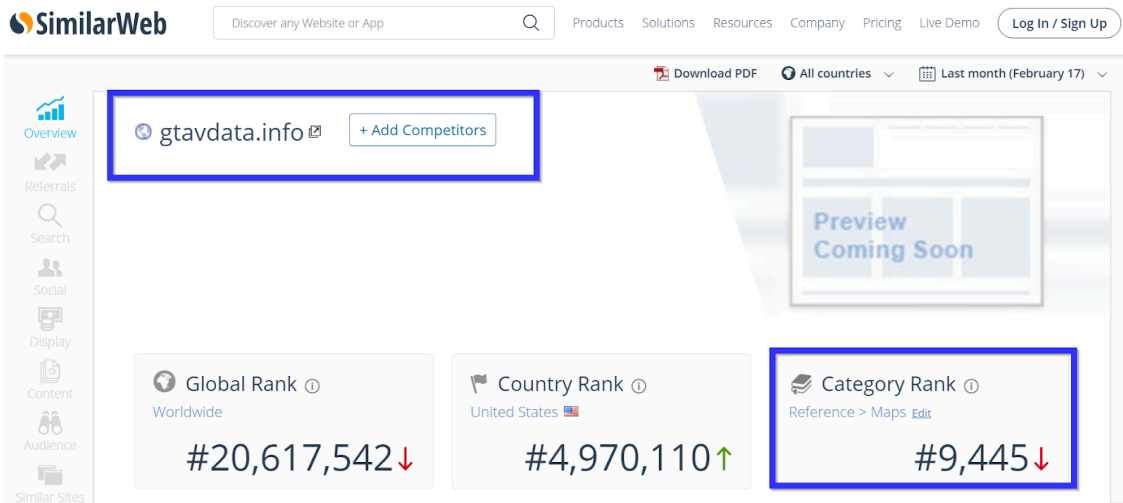 SimilarWeb
Discover any Website or App
Products Solutions Resources Company Pricing Live Demo Log In / Sign Up
Download PDF All countries Last month (February 17)
Overview
Referrals
Search
Social
Display
Content
Audience
Similar Sites
gtavdata.info + Add Competitors
Preview
Coming Soon
Global Rank
Worldwide
#20,617,542
Country Rank
United States
#4,970,110
Category Rank
Reference > Maps Edit
#9,445